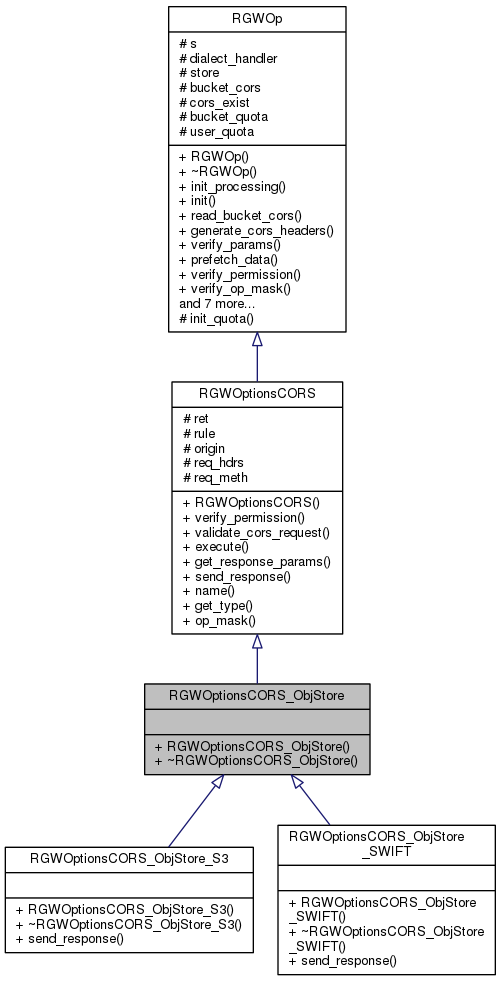 RGWOp
# s
# dialect_handler
# store
# bucket_cors
# cors_exist
# bucket_quota
# user_quota
+ RGWOp()
+ ~RGWOp()
+ init_processing()
+ init()
+ read_bucket_cors()
+ generate_cors_headers()
+ verify_params()
+ prefetch_data()
+ verify_permission()
+ verify_op_mask()
and 7 more...
# init_quota()
RGWOptionsCORS
# ret
# rule
# origin
# req_hdrs
# req_meth
+ RGWOptionsCORS()
+ verify_permission()
+ validate_cors_request()
+ execute()
+ get_response_params()
+ send_response()
+ name()
+ get_type()
+ op_mask()
RGWOptionsCORS_ObjStore
+ RGWOptionsCORS_ObjStore()
+ ~RGWOptionsCORS_ObjStore()
RGWOptionsCORS_ObjStore_S3
+ RGWOptionsCORS_ObjStore_S3()
+ ~RGWOptionsCORS_ObjStore_S3()
+ send_response()
RGWOptionsCORS_ObjStore
_SWIFT
+ RGWOptionsCORS_ObjStore
_SWIFT()
+ ~RGWOptionsCORS_ObjStore
_SWIFT()
+ send_response()